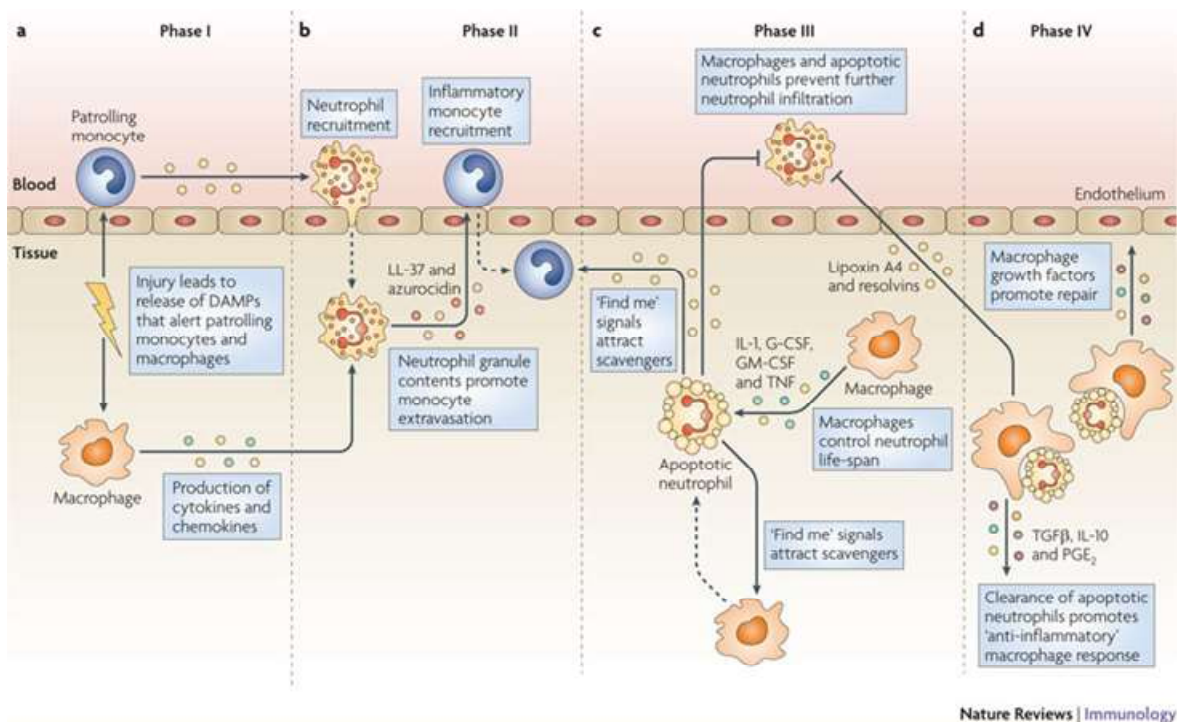 a
Phase I
b
Phase II
c
Phase III
d
Phase IV
Patrolling
monocyte
Neutrophil
recruitment
Inflammatory
monocyte
recruitment
Macrophages and apoptotic
neutrophils prevent further
neutrophil infiltration
Blood
Endothelium
Tissue
Injury leads to
release of DAMPs
that alert patrolling
monocytes and
macrophages
LL-37 and
azurocidin
Neutrophil granule
contents promote
monocyte
extravasation
Macrophage
Production of
cytokines and
chemokines
'Find me'
signals
attract
scavengers
IL-1, G-CSF,
GM-CSF
and TNF
Macrophage
Macrophages
control neutrophil
life-span
Apoptotic
neutrophil
'Find me' signals
attract scavengers
Lipoxin A4
and resolvins
Macrophage
growth factors
promote repair
TGFβ, IL-10
and PGE₂
Clearance of apoptotic
neutrophils promotes
'anti-inflammatory'
macrophage response
Nature Reviews | Immunology